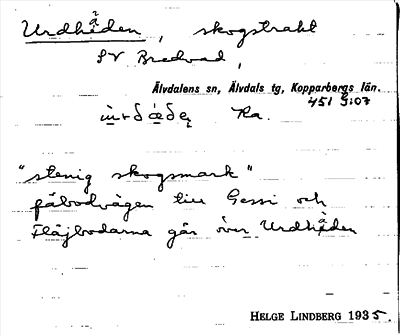 Urdhåden, skogstrakt
SV Bredvad,
Älvdalens sn, Älvdals tg, Kopparbergs län.
451 G:07
Ra.
"stenig skogsmark"
fäbodvägen till Gessi och
Fläjbodarna går över Urdhåden
HELGE LINDBERG 1935.